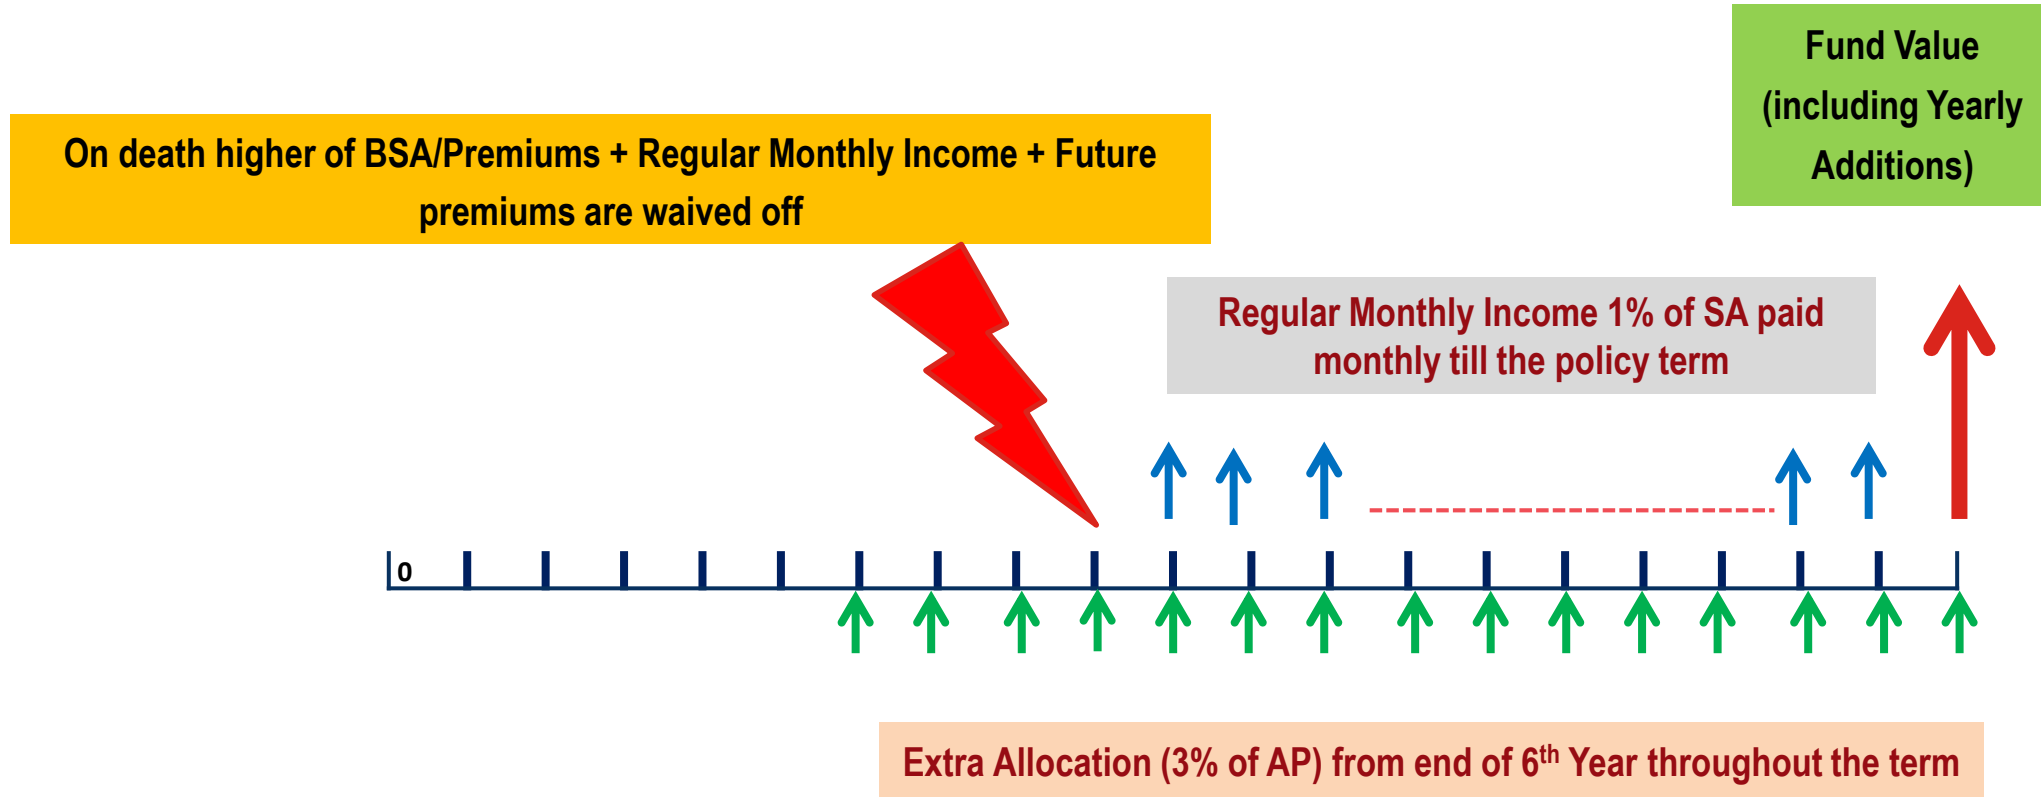 Fund Value
(including Yearly
Additions)
On death higher of BSA/Premiums + Regular Monthly Income + Future
premiums are waived off
Regular Monthly Income 1% of SA paid
monthly till the policy term
0
Extra Allocation (3% of AP) from end of 6th Year throughout the term